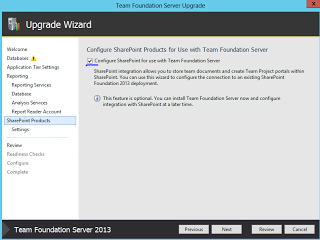 Team Foundation Server Upgrade
Upgrade Wizard
Welcome
Databases
Application Tier Settings
Reporting
Reporting Services
Database
Analysis Services
Report Reader Account
SharePoint Products
Settings
Review
Readiness Checks
Configure
Complete
Configure SharePoint Products for Use with Team Foundation Server
Configure SharePoint for use with Team Foundation Server
SharePoint integration allows you to store team documents and create Team Project portals within
SharePoint. You can use this wizard to configure the connection to an existing SharePoint
Foundation 2013 deployment.
This feature is optional. You can install Team Foundation Server now and configure
integration with SharePoint at a later time.
Team Foundation Server 2013
Previous
Next
Review
Cancel